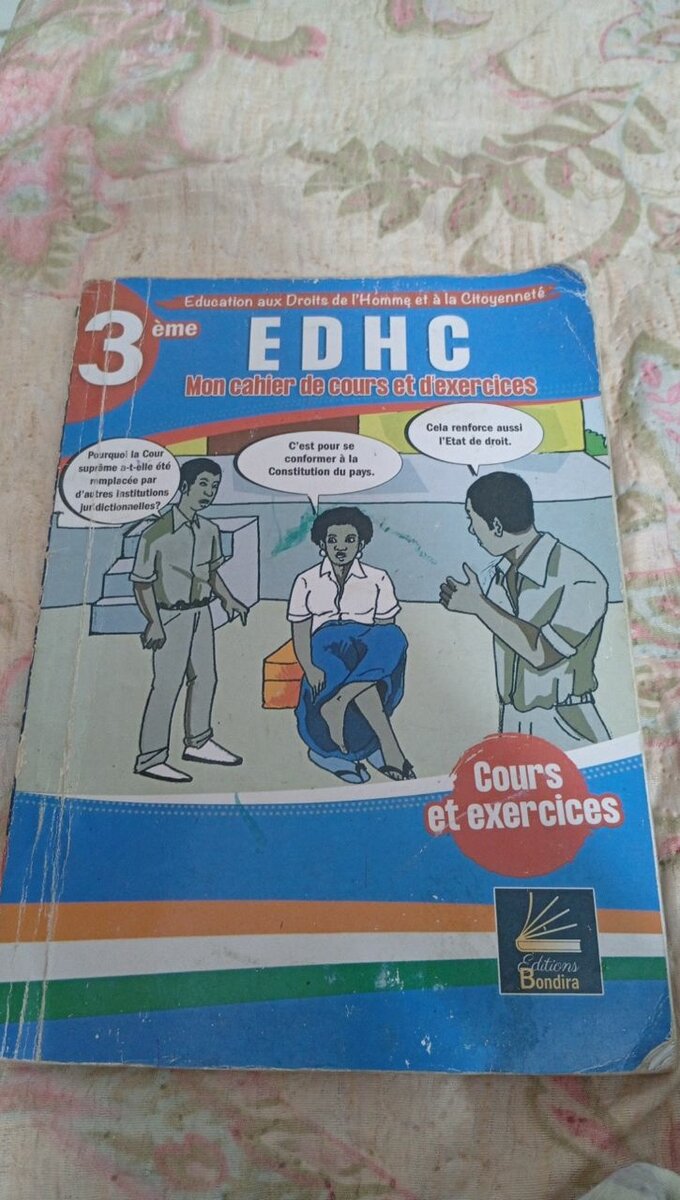 Education aux Droits de l'Homme et à la Citoyenneté
3ème
EDHC
Mon cahier de cours et d'exercices
Pourquoi la Cour
suprême a-t-elle été
remplacée par
d'autres institutions
juridictionnelles?
C'est pour se
conformer à la
Constitution du pays.
Cela renforce aussi
l'Etat de droit.
Cours
et exercices
Editions
Bondira